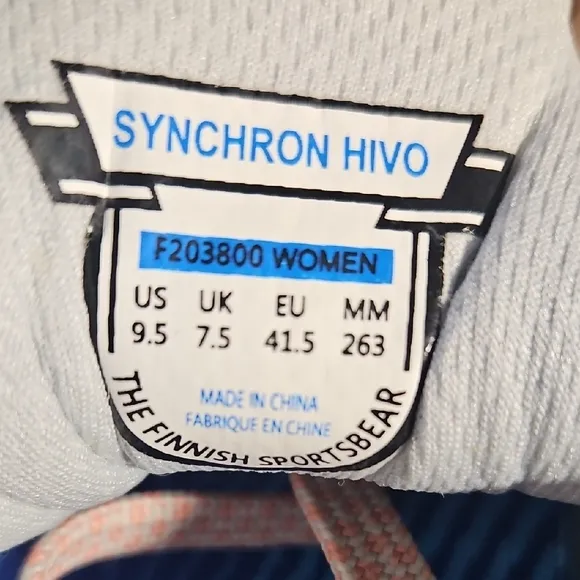 SYNCHRON HIVO
F203800 WOMEN
US UK EU MM
9.5 7.5 41.5 263
MADE IN CHINA
FABRIQUE EN CHINE
THE FINNISH SPORTSBEAR